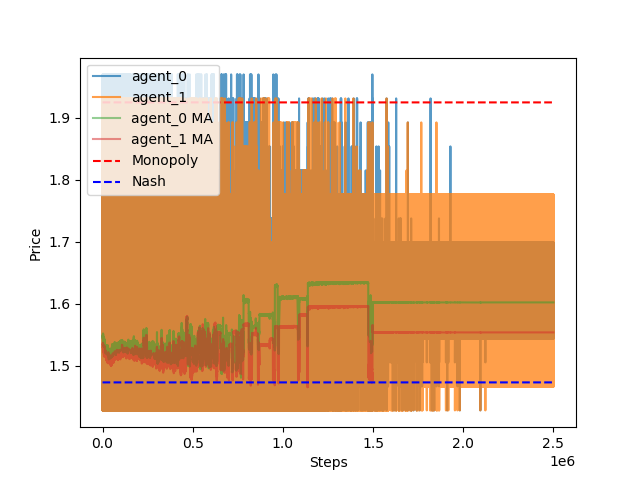 agent_0
agent_1
agent_0 MA
agent_1 MA
Monopoly
Nash
Price
1.9
1.8
1.7
1.6
1.5
0.0 0.5 1.0 1.5 2.0 2.5
1e6
Steps